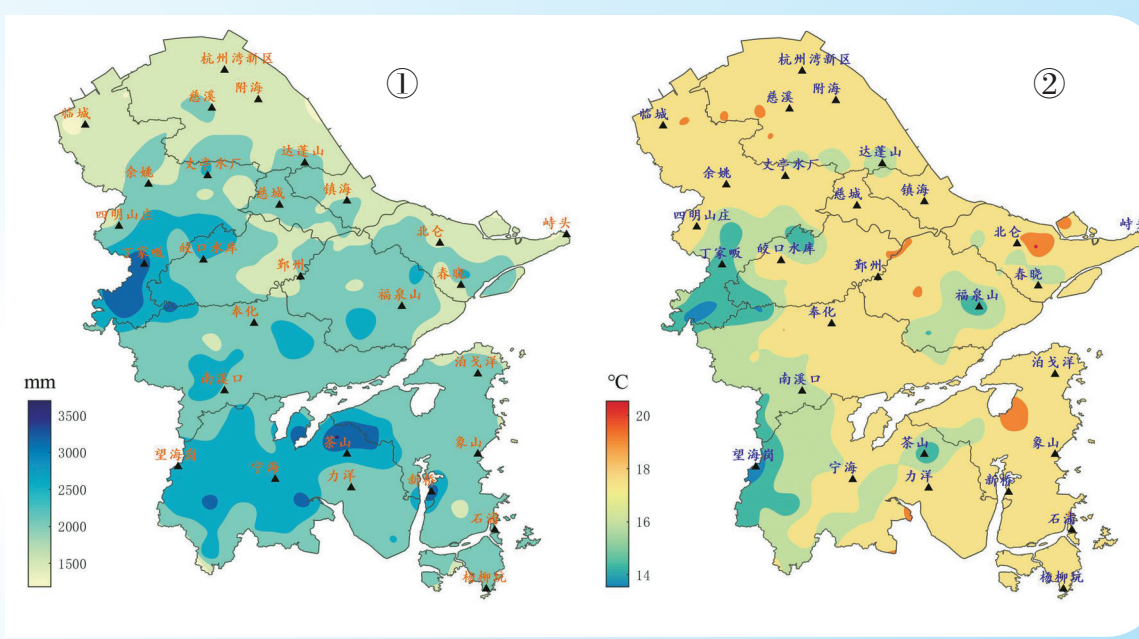 ①
杭州湾新区
附海
慈溪
临城
达蓬山
丈亭水厂
余姚
慈城
镇海
四明山庄
峙头
北仑
丁家畈
皎口水库
鄞州
春晓
福泉山
奉化
泊戈洋
南溪口
mm
3500
3000
2500
2000
1500
望海岗
茶山
象山
宁海
力洋
新桥
石浦
杨柳坑
②
杭州湾新区
附海
慈溪
临城
达蓬山
丈亭水厂
余姚
慈城
镇海
四明山庄
峙头
北仑
丁家畈
皎口水库
鄞州
春晓
福泉山
奉化
泊戈洋
南溪口
℃
20
18
16
14
望海岗
茶山
象山
宁海
力洋
新桥
石浦
杨柳坑